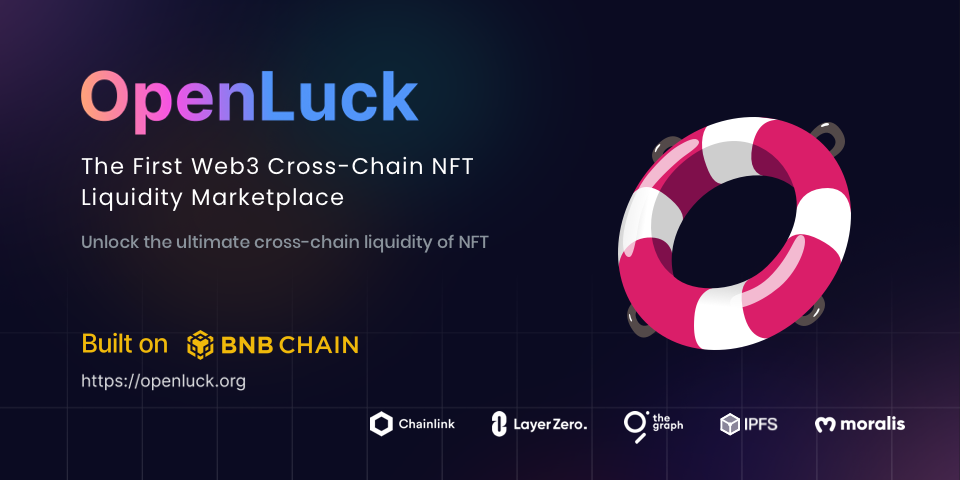 OpenLuck
The First Web3 Cross-Chain NFT
Liquidity Marketplace
Unlock the ultimate cross-chain liquidity of NFT
Built on BNB CHAIN
https://openluck.org
Chainlink LayerZero. the graph IPFS moralis